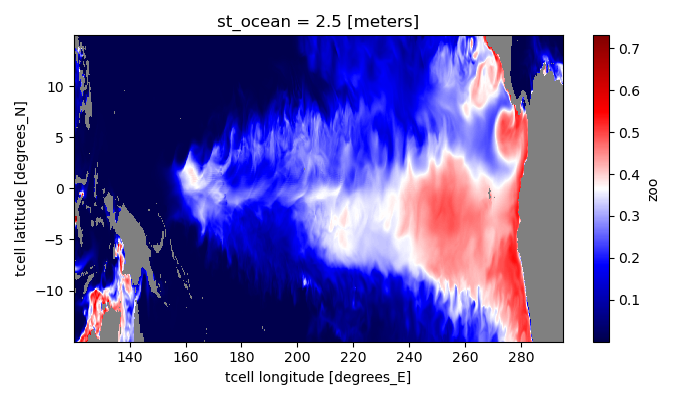 st_ocean = 2.5 [meters]
10
5
0
−5
−10
tcell latitude [degrees_N]
140 160 180 200 220 240 260 280
tcell longitude [degrees_E]
0.7
0.6
0.5
0.4
0.3
0.2
0.1
zoo